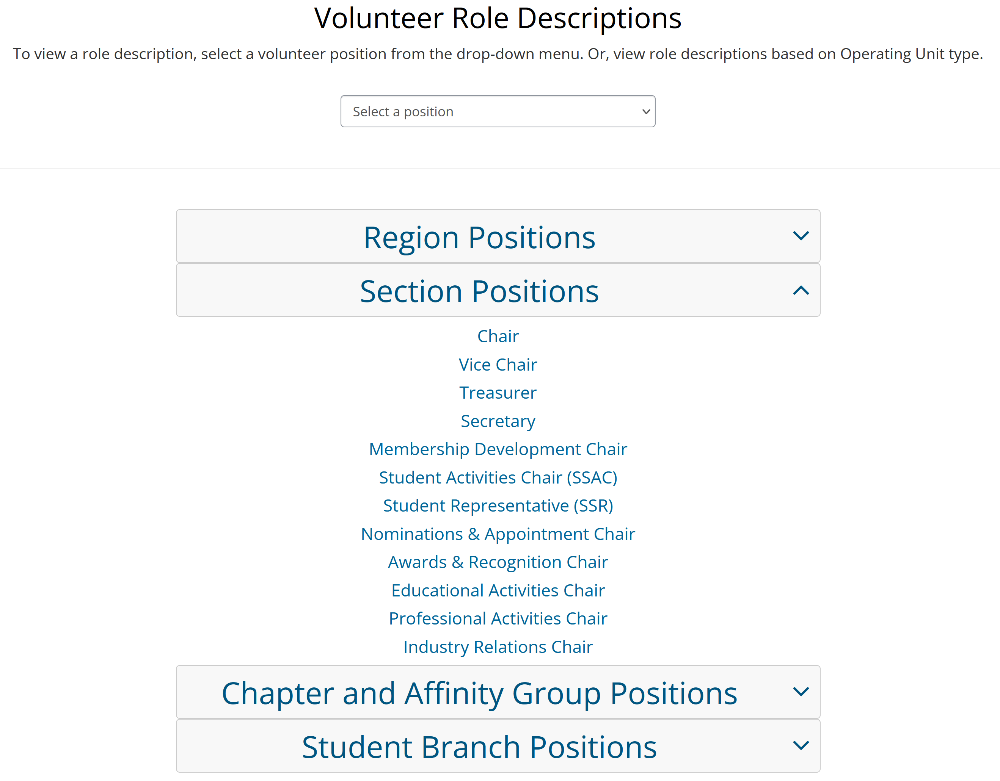 Volunteer Role Descriptions
To view a role description, select a volunteer position from the drop-down menu. Or, view role descriptions based on Operating Unit type.
Select a position
Region Positions
Section Positions
Chair
Vice Chair
Treasurer
Secretary
Membership Development Chair
Student Activities Chair (SSAC)
Student Representative (SSR)
Nominations & Appointment Chair
Awards & Recognition Chair
Educational Activities Chair
Professional Activities Chair
Industry Relations Chair
Chapter and Affinity Group Positions
Student Branch Positions